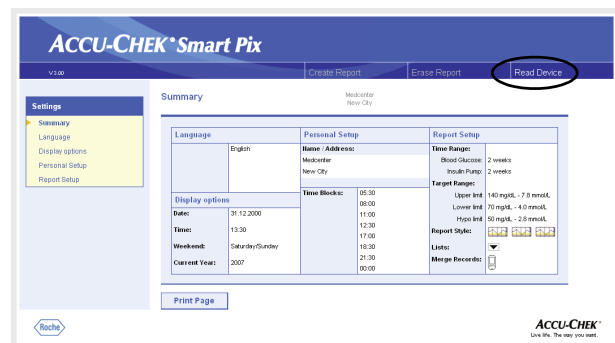 ACCU-CHEK® Smart Pix
V3.00
Create Report
Erase Report
Read Device
Settings
Summary
Language
Display options
Personal Setup
Report Setup
Summary
Medcenter
New City
Language
English
Display options
Date: 31.12.2000
Time: 13:30
Weekend: Saturday/Sunday
Current Year: 2007
Personal Setup
Name / Address:
Medcenter
New City
Time Blocks: 05:30
08:00
11:00
12:30
17:00
18:30
21:30
00:00
Report Setup
Time Range:
Blood Glucose: 2 weeks
Insulin Pump: 2 weeks
Target Range:
Upper limit 140 mg/dL - 7.8 mmol/L
Lower limit 70 mg/dL - 4.0 mmol/L
Hypo limit 50 mg/dL - 2.8 mmol/L
Report Style:
Lists:
Merge Records:
Print Page
Roche
ACCU-CHEK®
Live life. The way you want.